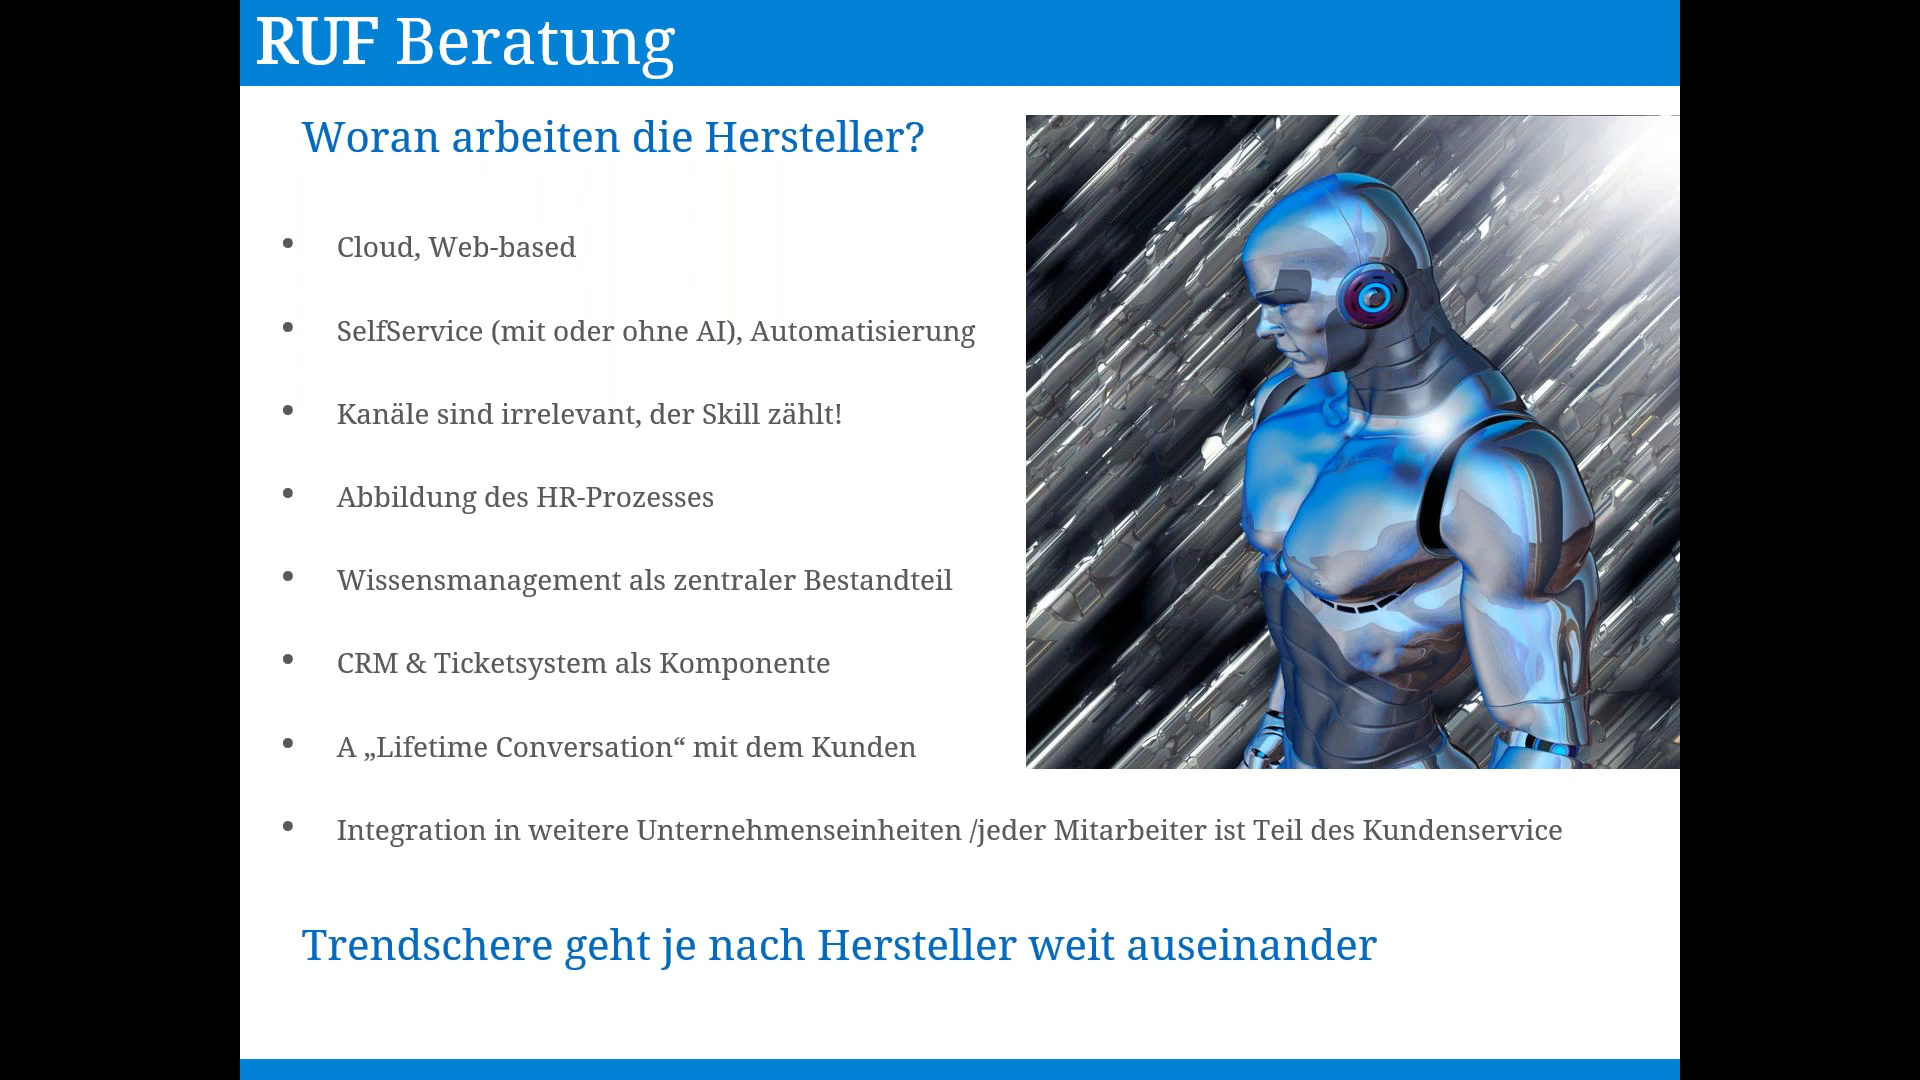 RUF Beratung
Woran arbeiten die Hersteller?
• Cloud, Web-based
• SelfService (mit oder ohne AI), Automatisierung
• Kanäle sind irrelevant, der Skill zählt!
• Abbildung des HR-Prozesses
• Wissensmanagement als zentraler Bestandteil
• CRM & Ticketsystem als Komponente
• A „Lifetime Conversation“ mit dem Kunden
• Integration in weitere Unternehmenseinheiten /jeder Mitarbeiter ist Teil des Kundenservice
Trendschere geht je nach Hersteller weit auseinander